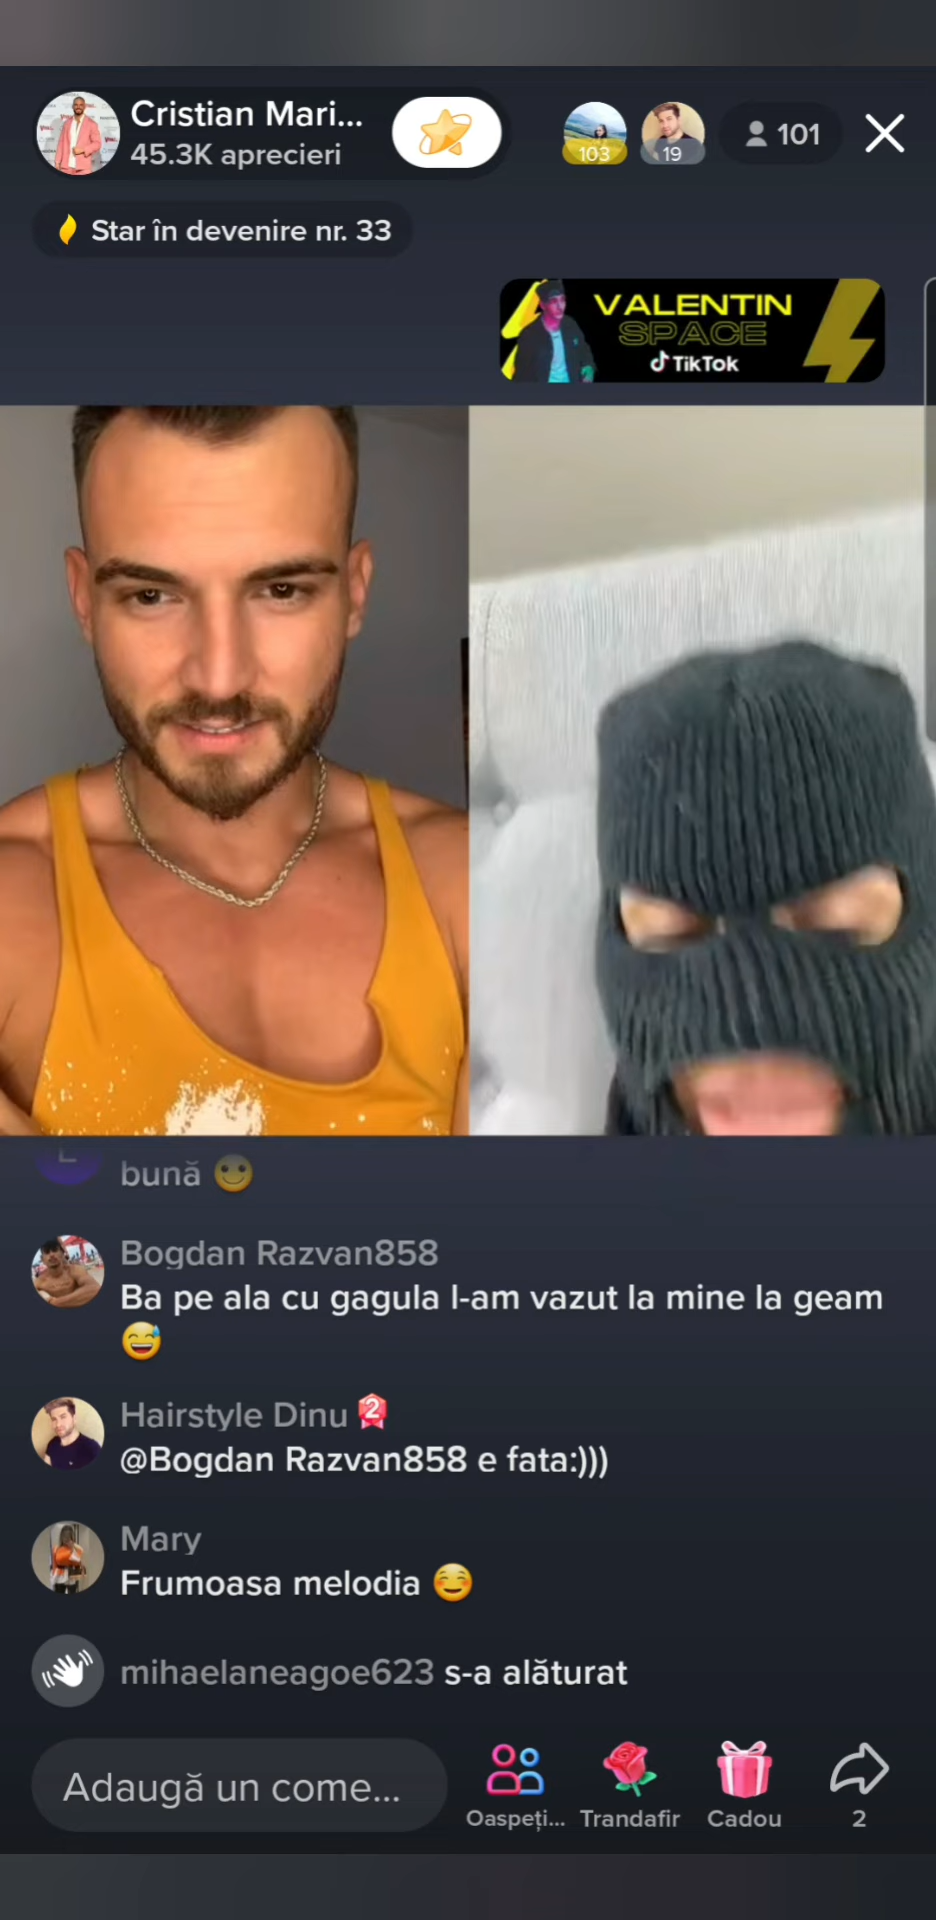 Cristian Mari...
45.3K aprecieri
103
19
101
Star în devenire nr. 33
VALENTIN
SPACE
TikTok
L
bună 🙂
Bogdan Razvan858
Ba pe ala cu gagula l-am vazut la mine la geam
😅
Hairstyle Dinu 2
@Bogdan Razvan858 e fata:)))
Mary
Frumoasa melodia ☺️
mihaelaneagoe623 s-a alăturat
Adaugă un come...
Oaspeți...
Trandafir
Cadou
2